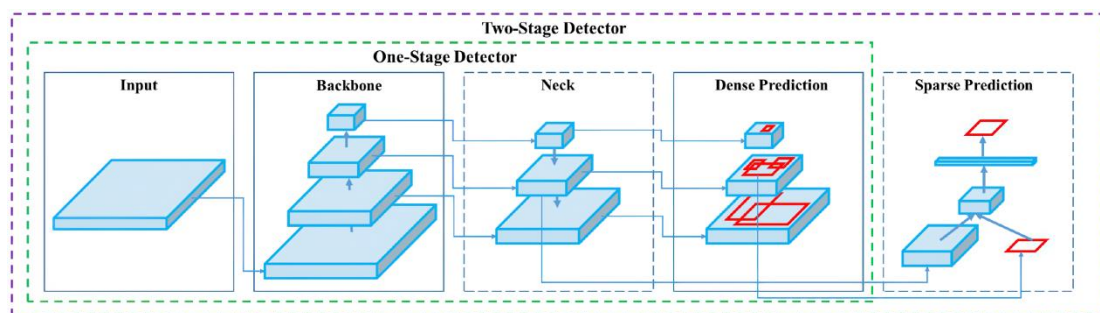 Two-Stage Detector
One-Stage Detector
Input
Backbone
Neck
Dense Prediction
Sparse Prediction